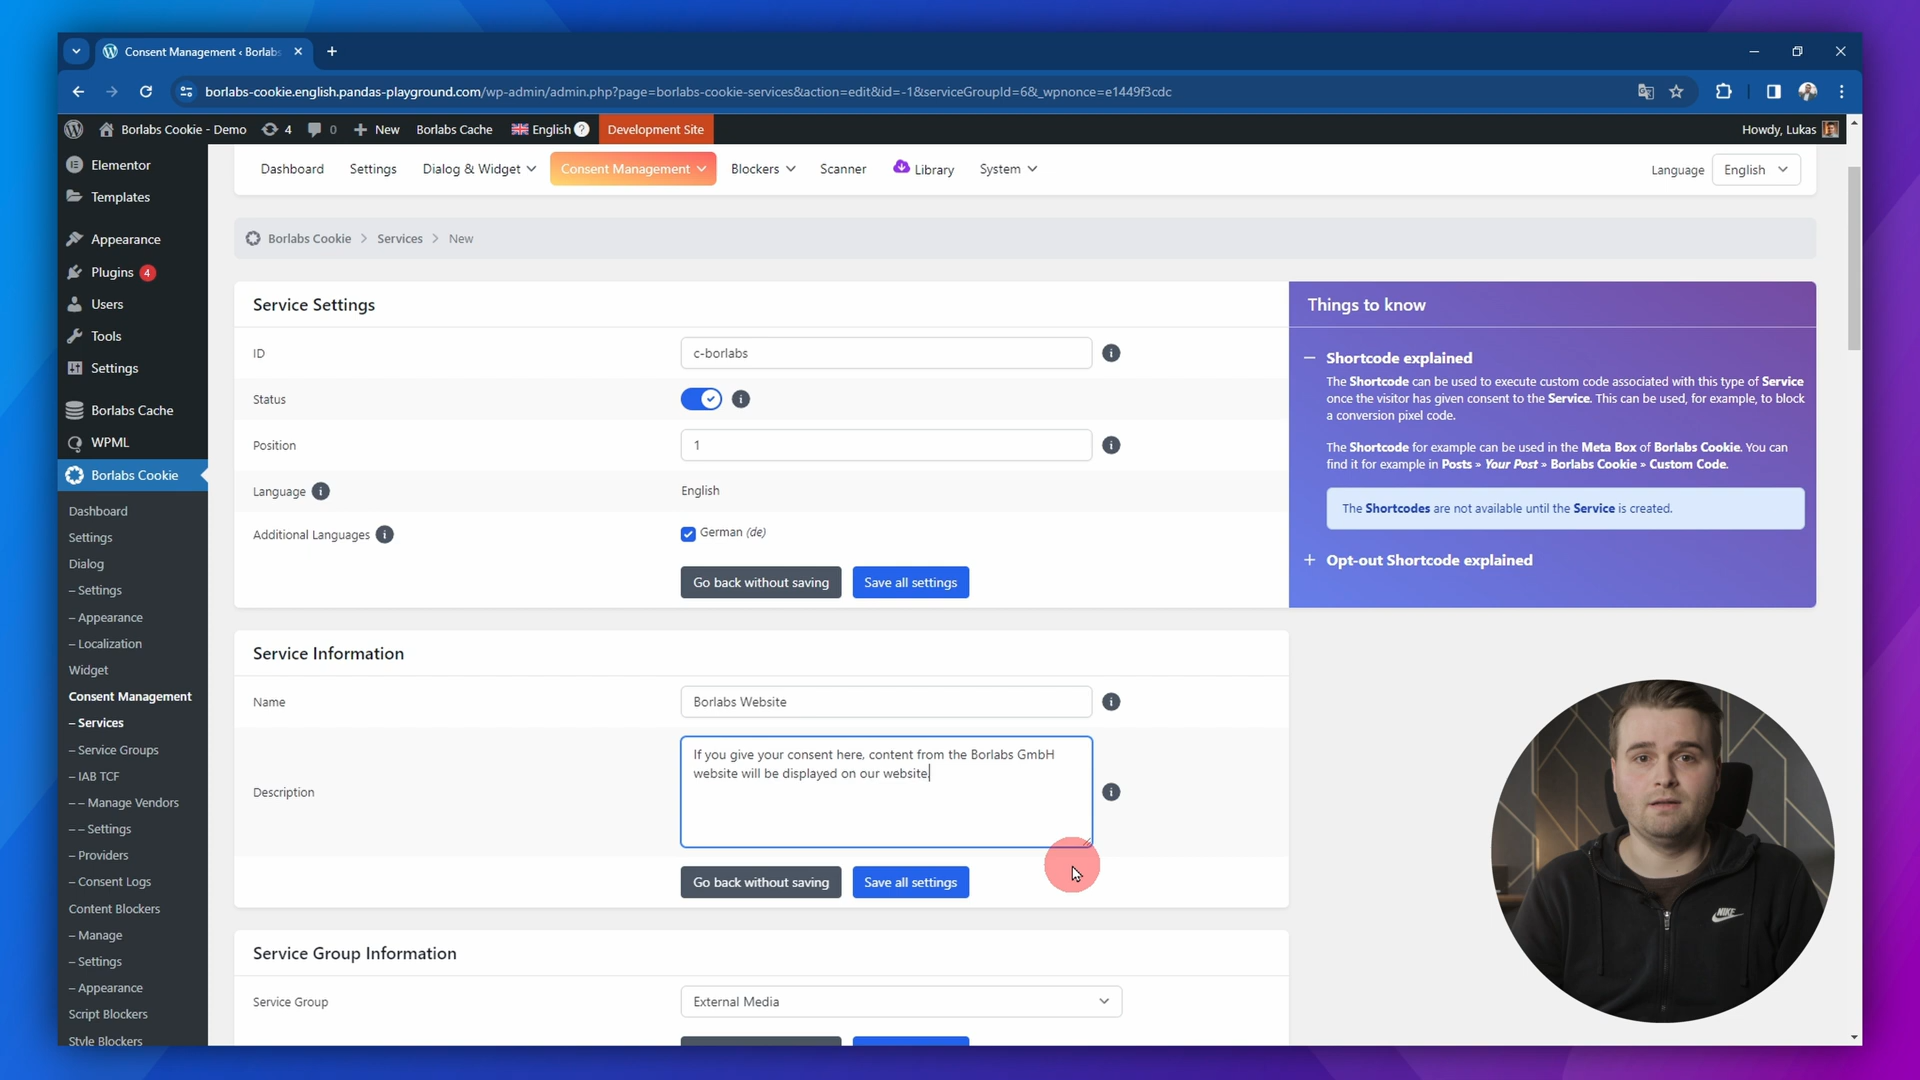 Consent Management ‹ Borlabs
borlabs-cookie.english.pandas-playground.com/wp-admin/admin.php?page=borlabs-cookie-services&action=edit&id=-1&serviceGroupId=6&_wpnonce=e1449f3cdc
Borlabs Cookie - Demo
4
0
New
Borlabs Cache
English
Development Site
Howdy, Lukas
Elementor
Templates
Appearance
Plugins 4
Users
Tools
Settings
Borlabs Cache
WPML
Borlabs Cookie
Dashboard
Settings
Dialog
– Settings
– Appearance
– Localization
Widget
Consent Management
– Services
– Service Groups
– IAB TCF
– – Manage Vendors
– – Settings
– Providers
– Consent Logs
Content Blockers
– Manage
– Settings
– Appearance
Script Blockers
Style Blockers
Dashboard
Settings
Dialog & Widget
Consent Management
Blockers
Scanner
Library
System
Language
English
Borlabs Cookie > Services > New
Service Settings
ID
c-borlabs
Status
Position
1
Language
English
Additional Languages
German (de)
Go back without saving
Save all settings
Things to know
Shortcode explained
The Shortcode can be used to execute custom code associated with this type of Service
once the visitor has given consent to the Service. This can be used, for example, to block
a conversion pixel code.
The Shortcode for example can be used in the Meta Box of Borlabs Cookie. You can
find it for example in Posts » Your Post » Borlabs Cookie » Custom Code.
The Shortcodes are not available until the Service is created.
Opt-out Shortcode explained
Service Information
Name
Borlabs Website
Description
If you give your consent here, content from the Borlabs GmbH
website will be displayed on our website
Go back without saving
Save all settings
Service Group Information
Service Group
External Media
NIKE